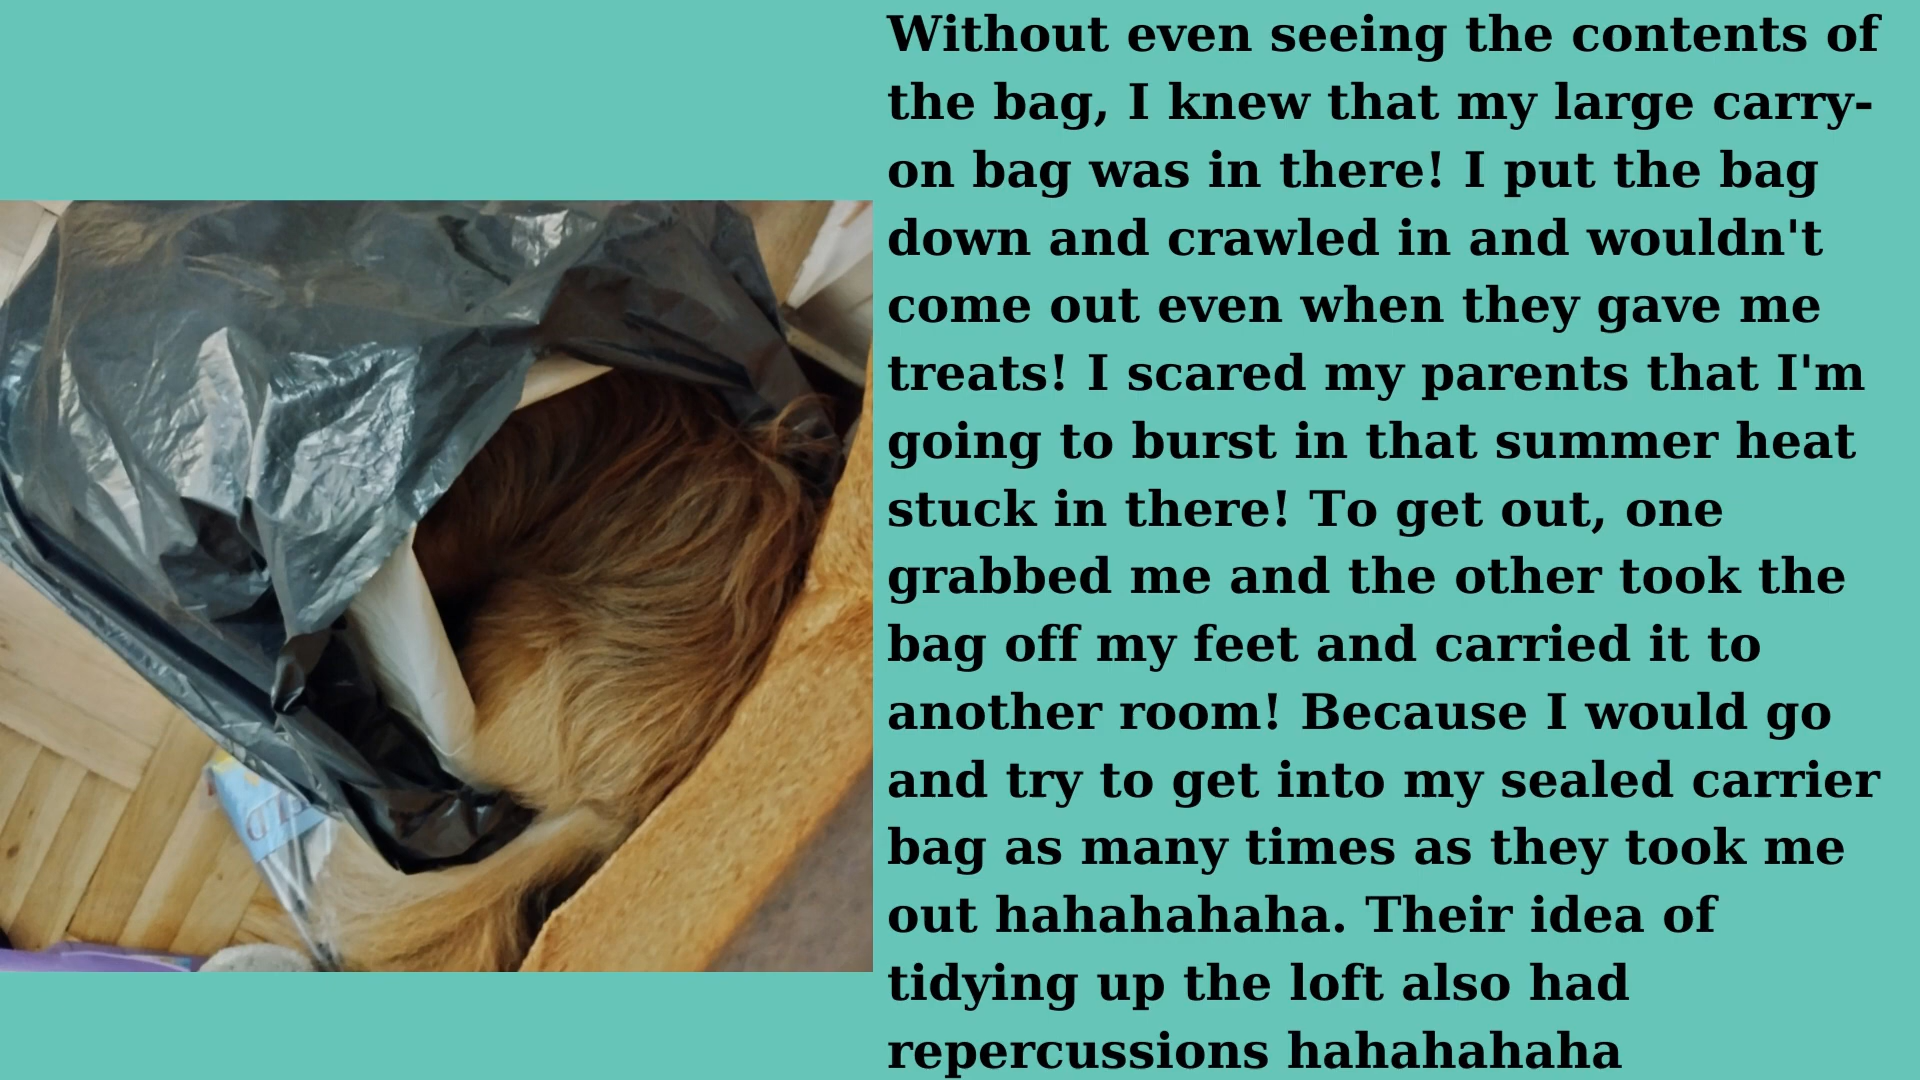 Without even seeing the contents of
the bag, I knew that my large carry-
on bag was in there! I put the bag
down and crawled in and wouldn't
come out even when they gave me
treats! I scared my parents that I'm
going to burst in that summer heat
stuck in there! To get out, one
grabbed me and the other took the
bag off my feet and carried it to
another room! Because I would go
and try to get into my sealed carrier
bag as many times as they took me
out hahahahaha. Their idea of
tidying up the loft also had
repercussions hahahahaha